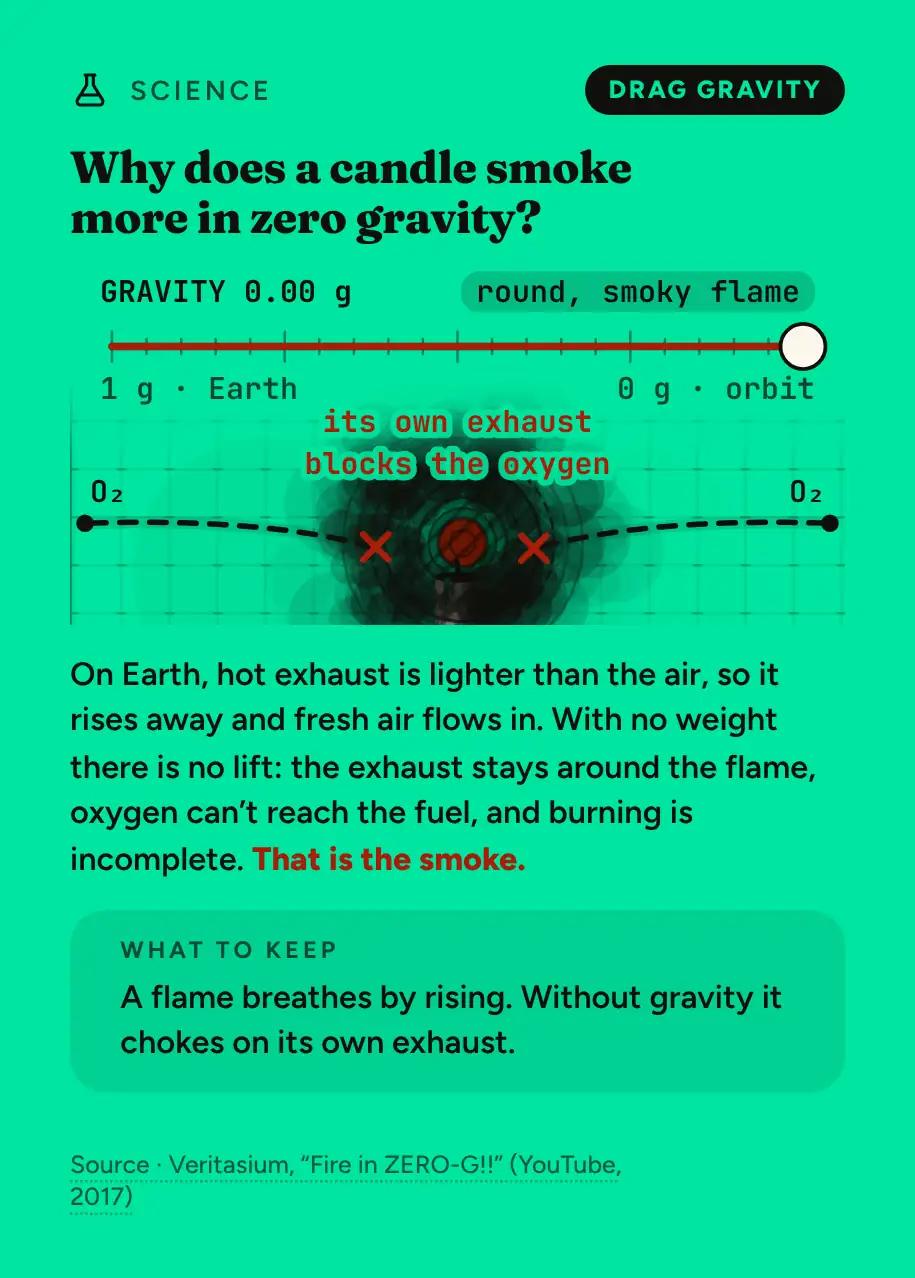 SCIENCE
DRAG GRAVITY
Why does a candle smoke
more in zero gravity?
GRAVITY 0.00 g
round, smoky flame
1 g · Earth
0 g · orbit
its own exhaust
blocks the oxygen
O₂
O₂
On Earth, hot exhaust is lighter than the air, so it
rises away and fresh air flows in. With no weight
there is no lift: the exhaust stays around the flame,
oxygen can’t reach the fuel, and burning is
incomplete. That is the smoke.
WHAT TO KEEP
A flame breathes by rising. Without gravity it
chokes on its own exhaust.
Source · Veritasium, “Fire in ZERO-G!!” (YouTube,
2017)